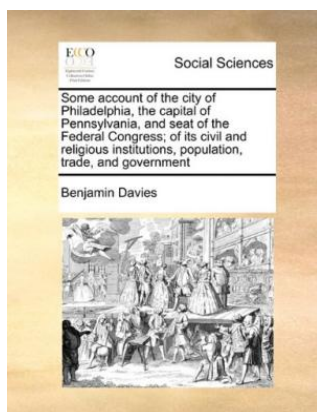 ECCO
Social Sciences
Some account of the city of
Philadelphia, the capital of
Pennsylvania, and seat of the
Federal Congress; of its civil and
religious institutions, population,
trade, and government
Benjamin Davies